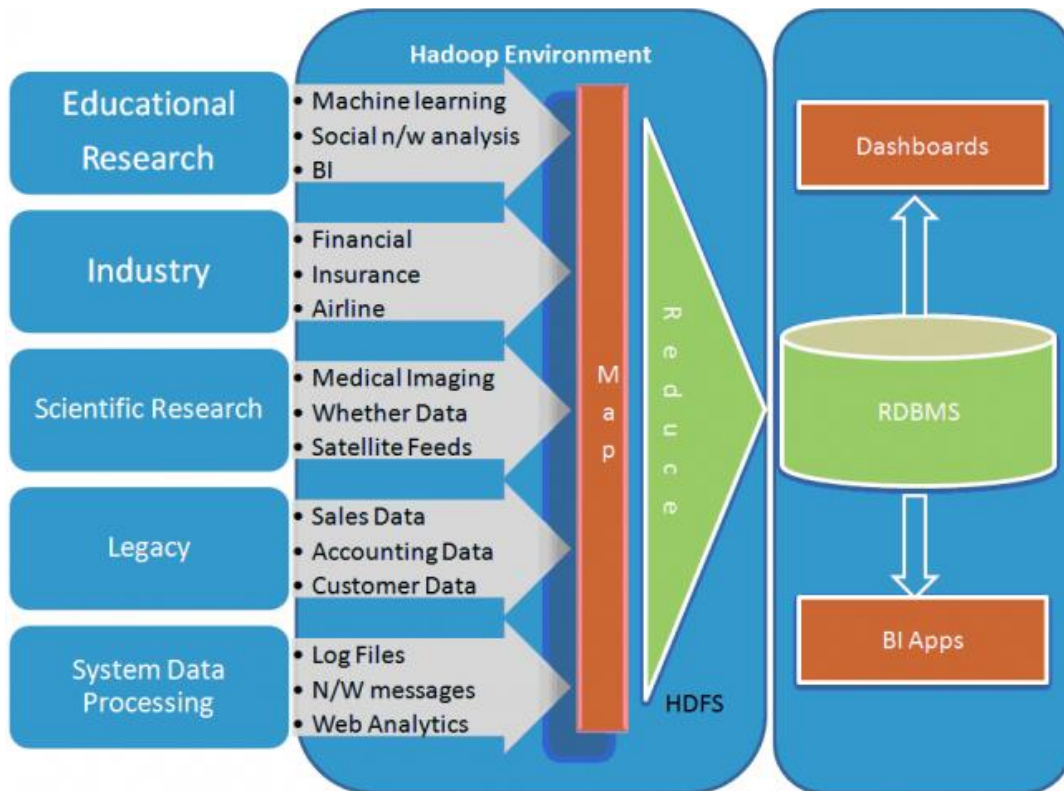 Hadoop Environment
Educational
Research
• Machine learning
• Social n/w analysis
• BI
Industry
• Financial
• Insurance
• Airline
Scientific Research
• Medical Imaging
• Whether Data
• Satellite Feeds
Legacy
• Sales Data
• Accounting Data
• Customer Data
System Data
Processing
• Log Files
• N/W messages
• Web Analytics
Map
Reduce
HDFS
Dashboards
RDBMS
BI Apps